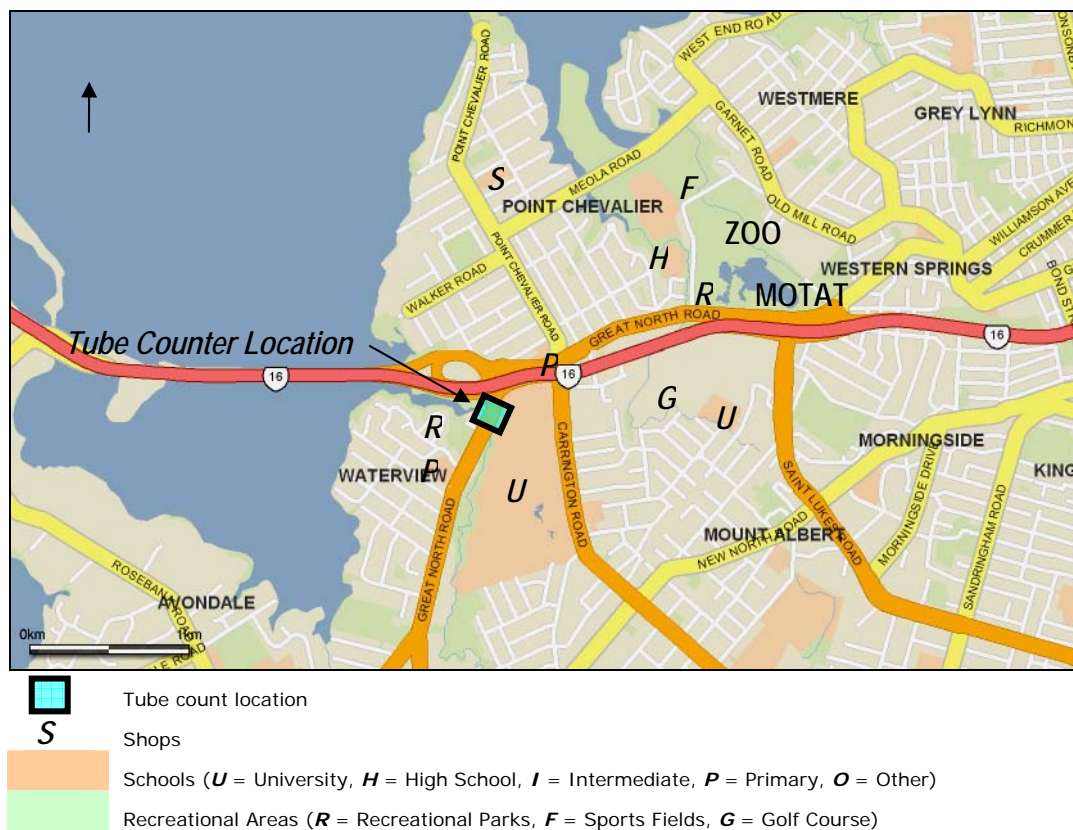 POINT CHEVALIER ROAD
WEST END ROAD
WESTMERE
GREY LYNN
RICHMON
GARNET ROAD
S
MEOLA ROAD
F
POINT CHEVALIER
OLD MILL ROAD
WILLIAMSON AVE
CRUMMER
ZOO
POINT CHEVALIER ROAD
WALKER ROAD
H
WESTERN SPRINGS
BOND ST
R
MOTAT
GREAT NORTH ROAD
Tube Counter Location
16
P
16
16
G
U
R
WATERVIEW
P
U
CARRINGTON ROAD
MORNINGSIDE
KING
SAINT LUKES ROAD
MORNINGSIDE DRIVE
MOUNT ALBERT
NEW NORTH ROAD
SANDRINGHAM ROAD
GREAT NORTH ROAD
ROSEBANK ROAD
AVONDALE
0km
1km
LE ROAD
Tube count location
S
Shops
Schools (U = University, H = High School, I = Intermediate, P = Primary, O = Other)
Recreational Areas (R = Recreational Parks, F = Sports Fields, G = Golf Course)